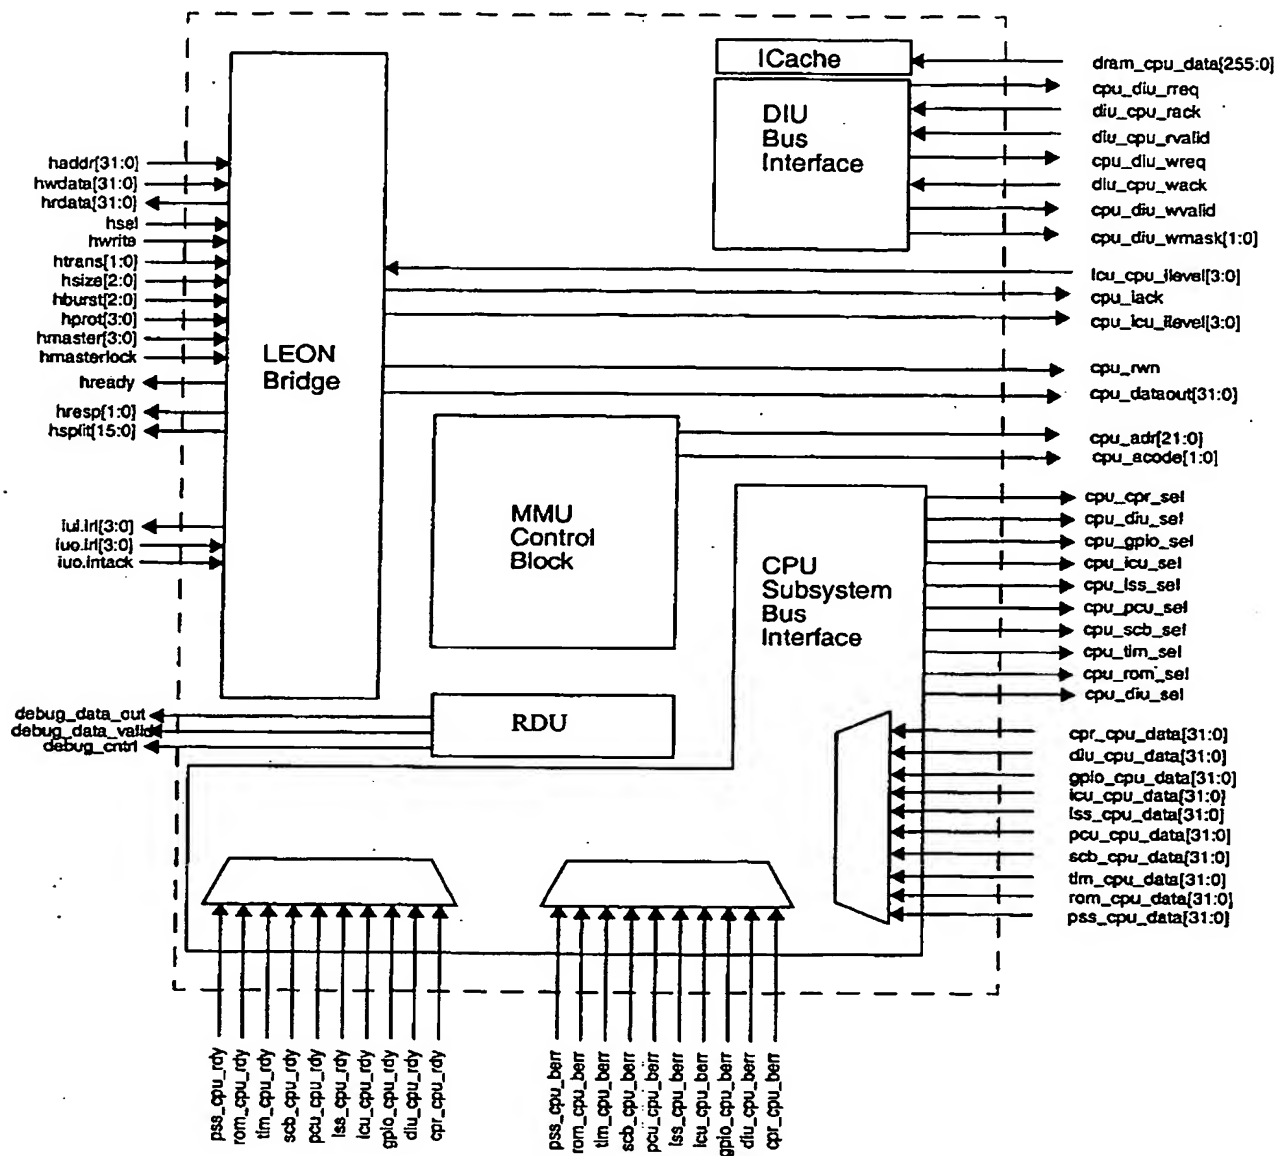 ICache
DIU
Bus
Interface
dram_cpu_data[255:0]
cpu_diu_rreq
diu_cpu_rack
diu_cpu_rvalid
cpu_diu_wreq
diu_cpu_wack
cpu_diu_wvalid
cpu_diu_wmask[1:0]
haddr[31:0]
hwdata[31:0]
hrdata[31:0]
hsel
hwrite
htrans[1:0]
hsize[2:0]
hburst[2:0]
hprot[3:0]
hmaster[3:0]
hmasterlock
hready
hresp[1:0]
hsplit[15:0]
iui.irl[3:0]
iuo.irl[3:0]
iuo.intack
LEON
Bridge
icu_cpu_ilevel[3:0]
cpu_iack
cpu_icu_ilevel[3:0]
cpu_rwn
cpu_dataout[31:0]
cpu_adr[21:0]
cpu_acode[1:0]
MMU
Control
Block
CPU
Subsystem
Bus
Interface
cpu_cpr_sel
cpu_diu_sel
cpu_gpio_sel
cpu_icu_sel
cpu_lss_sel
cpu_pcu_sel
cpu_scb_sel
cpu_tim_sel
cpu_rom_sel
cpu_diu_sel
debug_data_out
debug_data_valid
debug_cntrl
RDU
cpr_cpu_data[31:0]
diu_cpu_data[31:0]
gpio_cpu_data[31:0]
icu_cpu_data[31:0]
lss_cpu_data[31:0]
pcu_cpu_data[31:0]
scb_cpu_data[31:0]
tim_cpu_data[31:0]
rom_cpu_data[31:0]
pss_cpu_data[31:0]
pss_cpu_rdy
rom_cpu_rdy
tim_cpu_rdy
scb_cpu_rdy
pcu_cpu_rdy
lss_cpu_rdy
icu_cpu_rdy
gpio_cpu_rdy
diu_cpu_rdy
cpr_cpu_rdy
pss_cpu_berr
rom_cpu_berr
tim_cpu_berr
scb_cpu_berr
pcu_cpu_berr
lss_cpu_berr
icu_cpu_berr
gpio_cpu_berr
diu_cpu_berr
cpr_cpu_berr